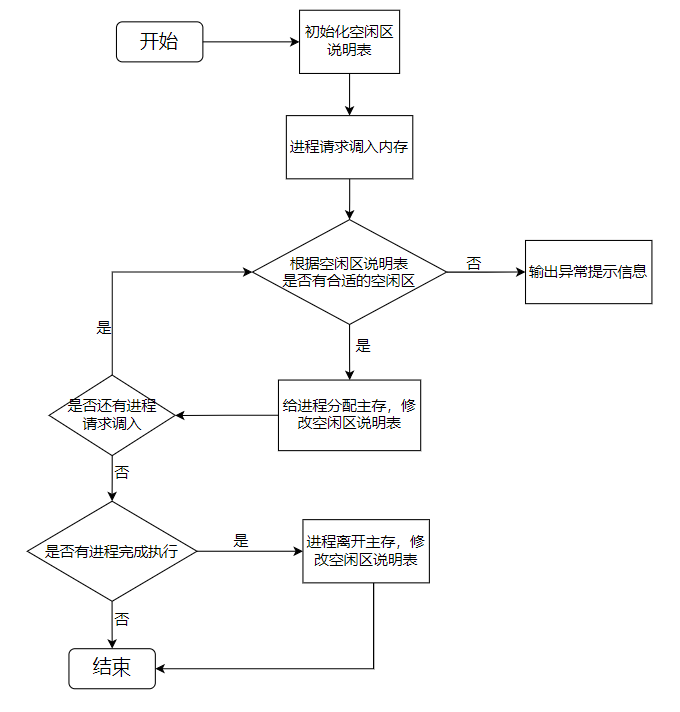 开始
初始化空闲区
说明表
进程请求调入内存
根据空闲区说明表
是否有合适的空闲区
否
输出异常提示信息
是
是
给进程分配主存，修
改空闲区说明表
是否还有进程
请求调入
否
是否有进程完成执行
是
进程离开主存，修
改空闲区说明表
否
结束